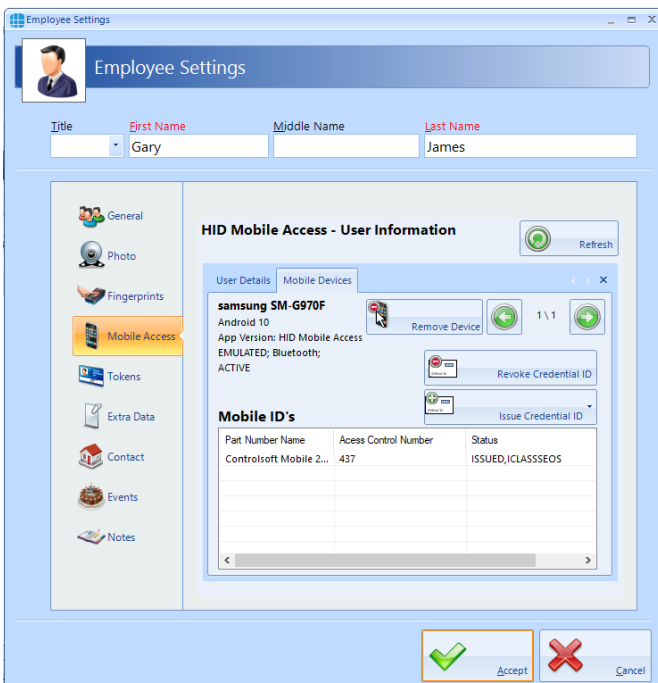 Employee Settings
Employee Settings
Title First Name Middle Name Last Name
Gary James
General
Photo
Fingerprints
Mobile Access
Tokens
Extra Data
Contact
Events
Notes
HID Mobile Access - User Information
Refresh
User Details Mobile Devices
samsung SM-G970F
Android 10
App Version: HID Mobile Access
EMULATED; Bluetooth;
ACTIVE
Remove Device
1\1
Revoke Credential ID
Issue Credential ID
Mobile ID's
Part Number Name Acess Control Number Status
Controlsoft Mobile 2... 437 ISSUED,ICLASSSEOS
Accept
Cancel